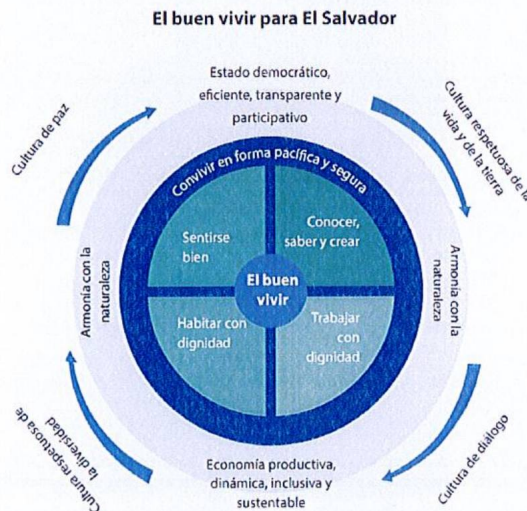 El buen vivir para El Salvador
Estado democrático,
eficiente, transparente y
participativo
Cultura de paz
Cultura respetuosa de la
vida y de la tierra
Convivir en forma pacífica y segura
Sentirse
bien
Conocer,
saber y crear
Armonía con la
naturaleza
El buen
vivir
Armonía con la
naturaleza
Habitar con
dignidad
Trabajar
con
dignidad
Cultura respetuosa de
la diversidad
Cultura de diálogo
Economía productiva,
dinámica, inclusiva y
sustentable